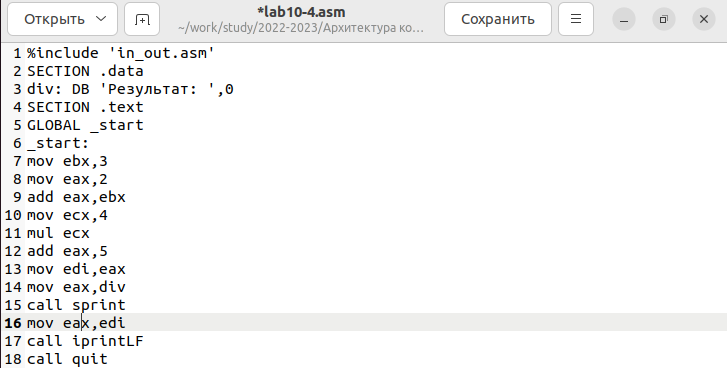 Открыть
*lab10-4.asm
~/work/study/2022-2023/Архитектура ко...
Сохранить
1 %include 'in_out.asm'
2 SECTION .data
3 div: DB 'Результат: ',0
4 SECTION .text
5 GLOBAL _start
6 _start:
7 mov ebx,3
8 mov eax,2
9 add eax,ebx
10 mov ecx,4
11 mul ecx
12 add eax,5
13 mov edi,eax
14 mov eax,div
15 call sprint
16 mov eax,edi
17 call iprintLF
18 call quit